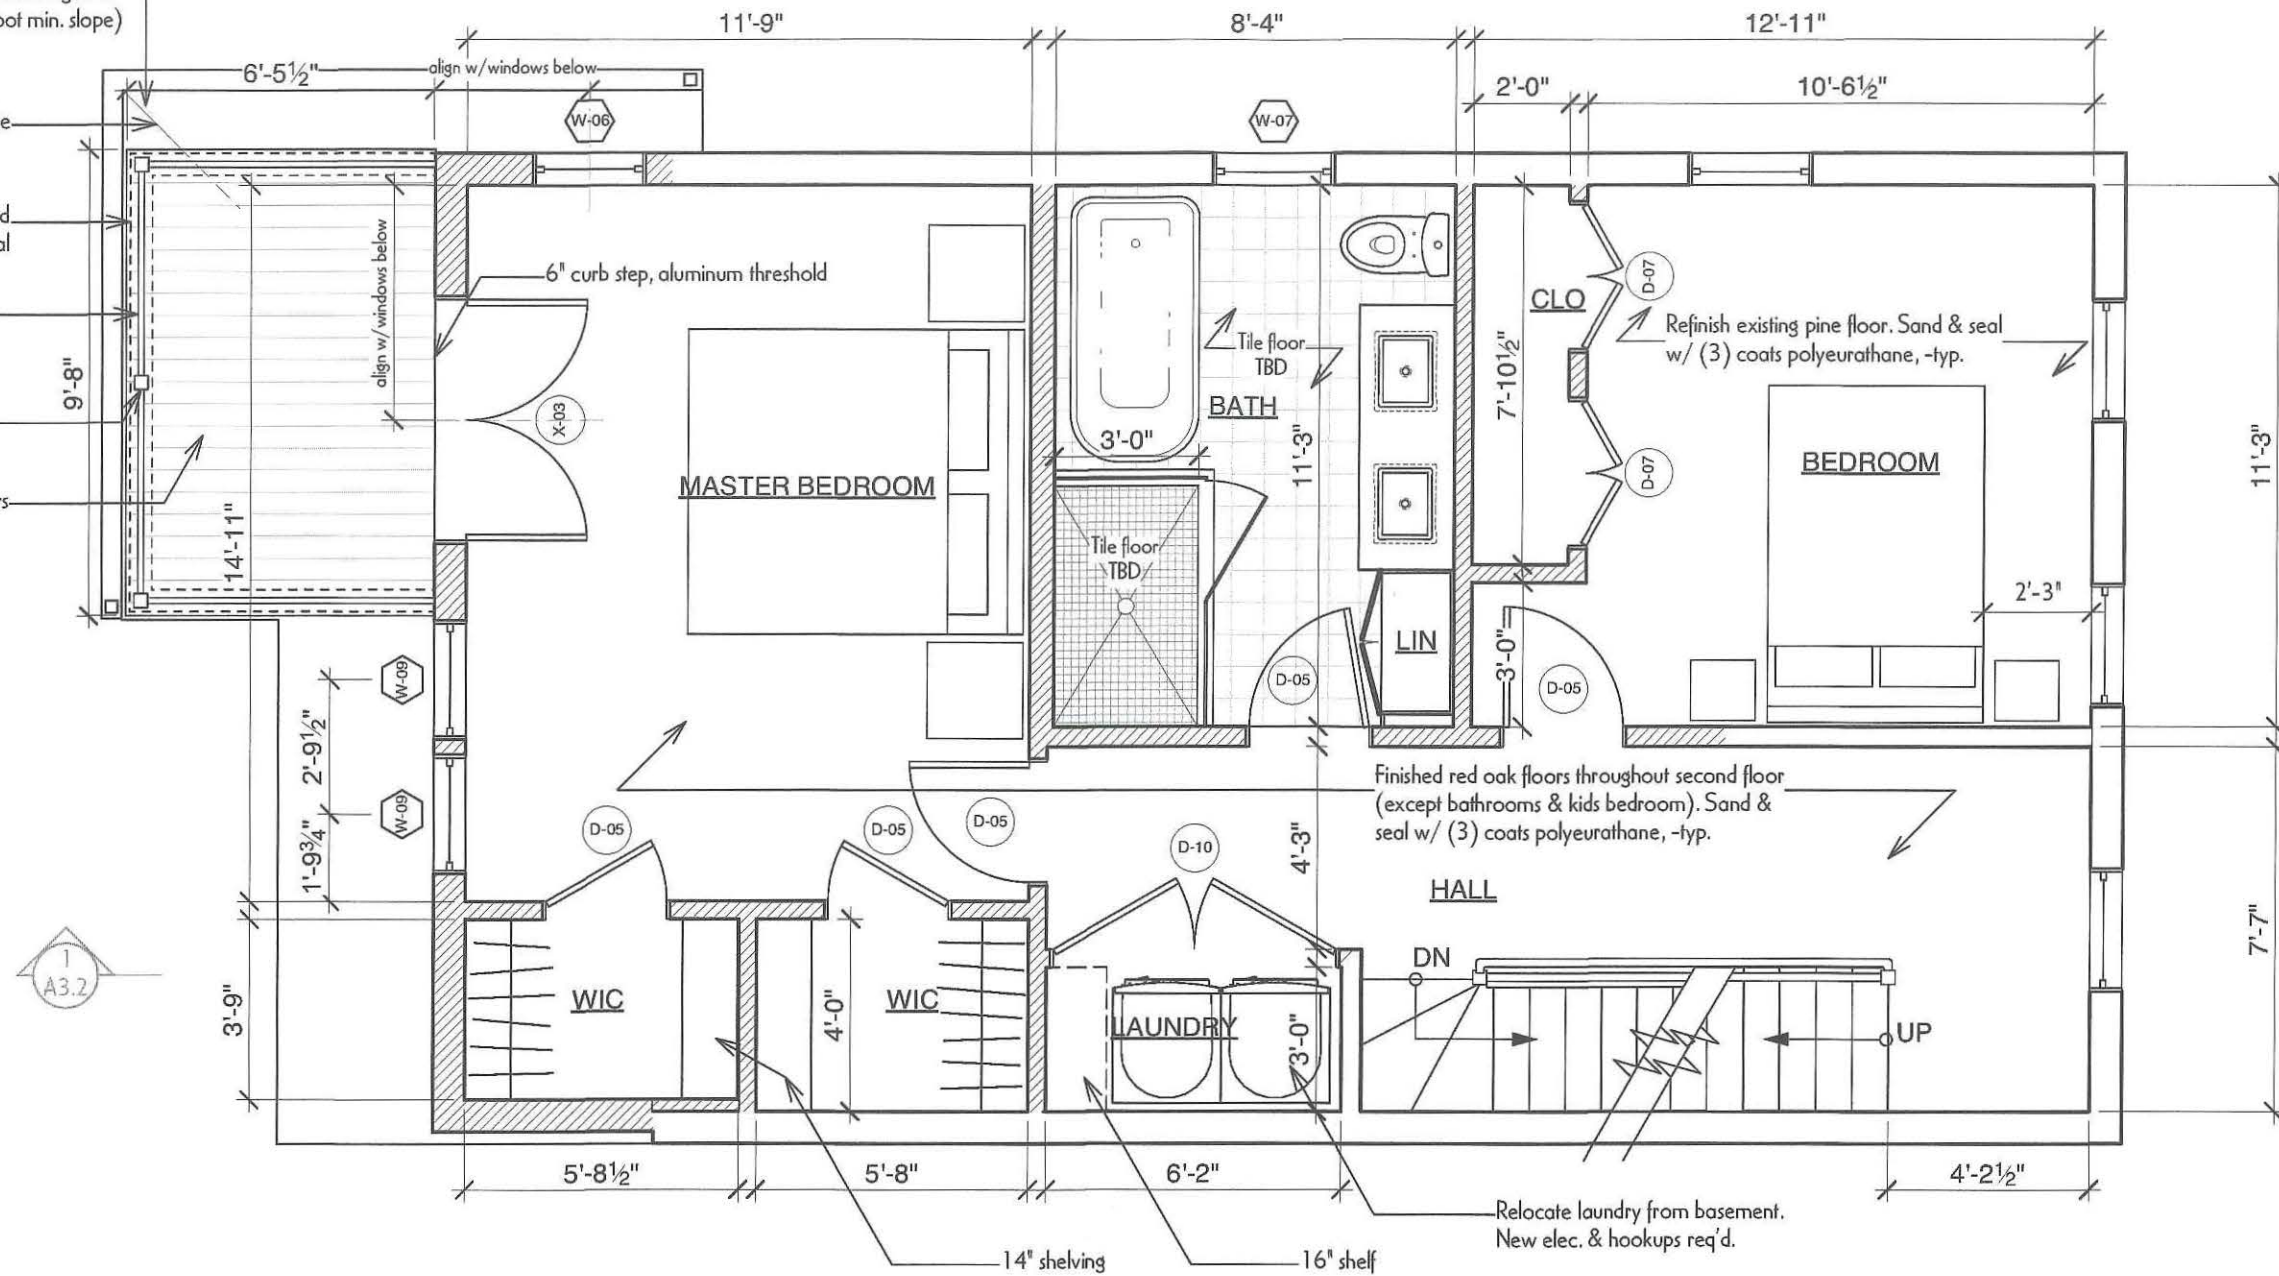 oot min. slope)
11'-9"
8'-4"
12'-11"
6'-5½"
align w/windows below
2'-0"
10'-6½"
W-06
W-07
e
d
al
align w/windows below
6" curb step, aluminum threshold
CLO
D-07
Refinish existing pine floor. Sand & seal
w/ (3) coats polyeurathane, -typ.
Tile floor
TBD
9'-8"
7'-10½"
BATH
X-03
3'-0"
11'-3"
D-07
BEDROOM
11'-3"
MASTER BEDROOM
s
14'-11"
Tile floor
TBD
2'-3"
LIN
3'-0"
D-05
D-05
W-09
2'-9½"
W-09
1'-9¾"
Finished red oak floors throughout second floor
(except bathrooms & kids bedroom). Sand &
seal w/ (3) coats polyeurathane, -typ.
D-05
D-05
D-05
D-10
4'-3"
HALL
7'-7"
1
A3.2
3'-9"
WIC
4'-0"
WIC
LAUNDRY
3'-0"
DN
UP
5'-8½"
5'-8"
6'-2"
4'-2½"
Relocate laundry from basement.
New elec. & hookups req'd.
14" shelving
16" shelf